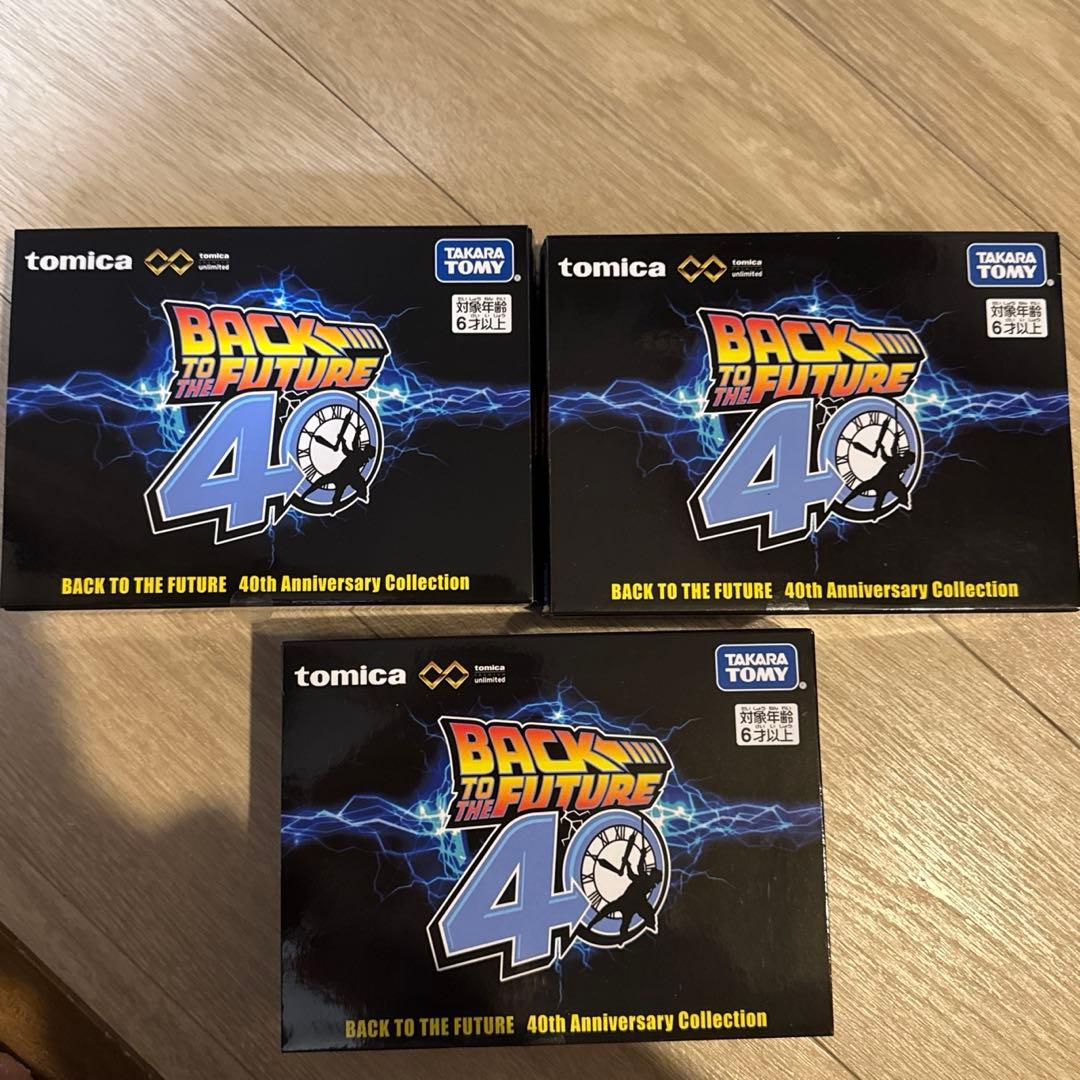 tomica
tomica
unlimited
TAKARA
TOMY
対象年齢
6才以上
BACK
TO
THE FUTURE
40
BACK TO THE FUTURE 40th Anniversary Collection
tomica
tomica
unlimited
TAKARA
TOMY
対象年齢
6才以上
BACK
TO
THE FUTURE
40
BACK TO THE FUTURE 40th Anniversary Collection
tomica
tomica
unlimited
TAKARA
TOMY
対象年齢
6才以上
BACK
TO
THE FUTURE
40
BACK TO THE FUTURE 40th Anniversary Collection